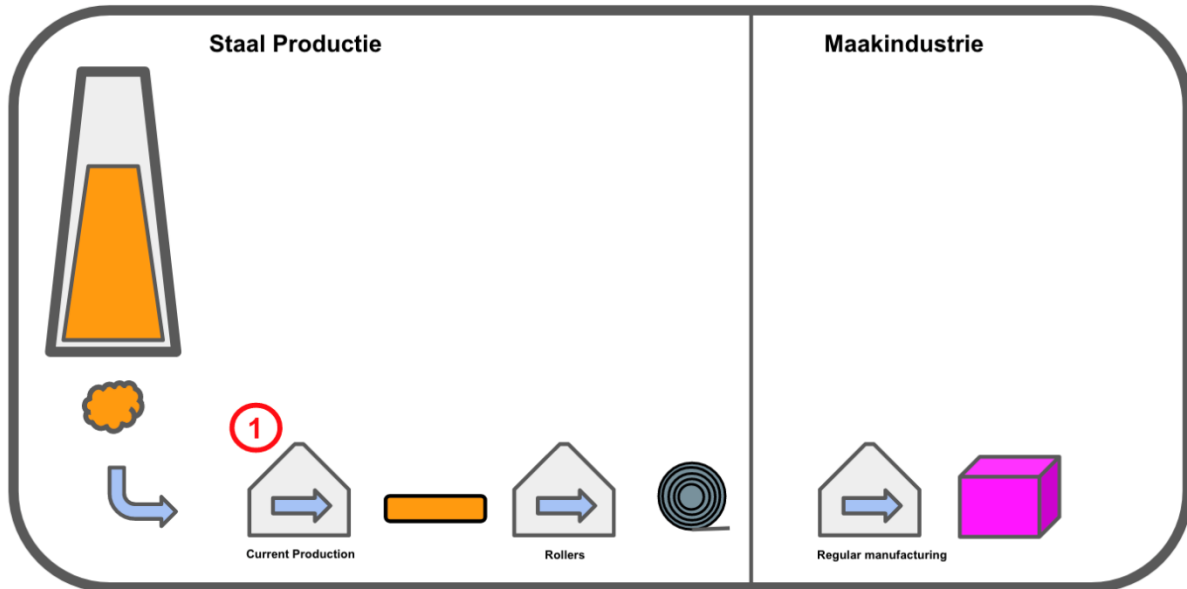 Staal Productie
Maakindustrie
1
Current Production
Rollers
Regular manufacturing